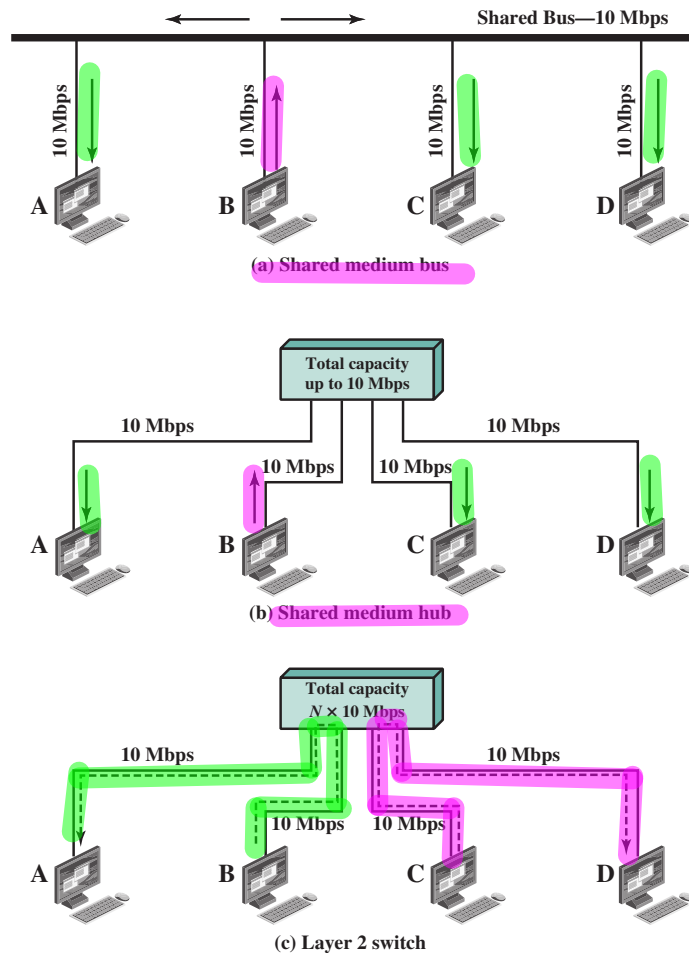 Shared Bus—10 Mbps
10 Mbps
10 Mbps
10 Mbps
10 Mbps
A
B
C
D
(a) Shared medium bus
Total capacity
up to 10 Mbps
10 Mbps
10 Mbps
10 Mbps
10 Mbps
A
B
C
D
(b) Shared medium hub
Total capacity
N × 10 Mbps
10 Mbps
10 Mbps
10 Mbps
10 Mbps
A
B
C
D
(c) Layer 2 switch